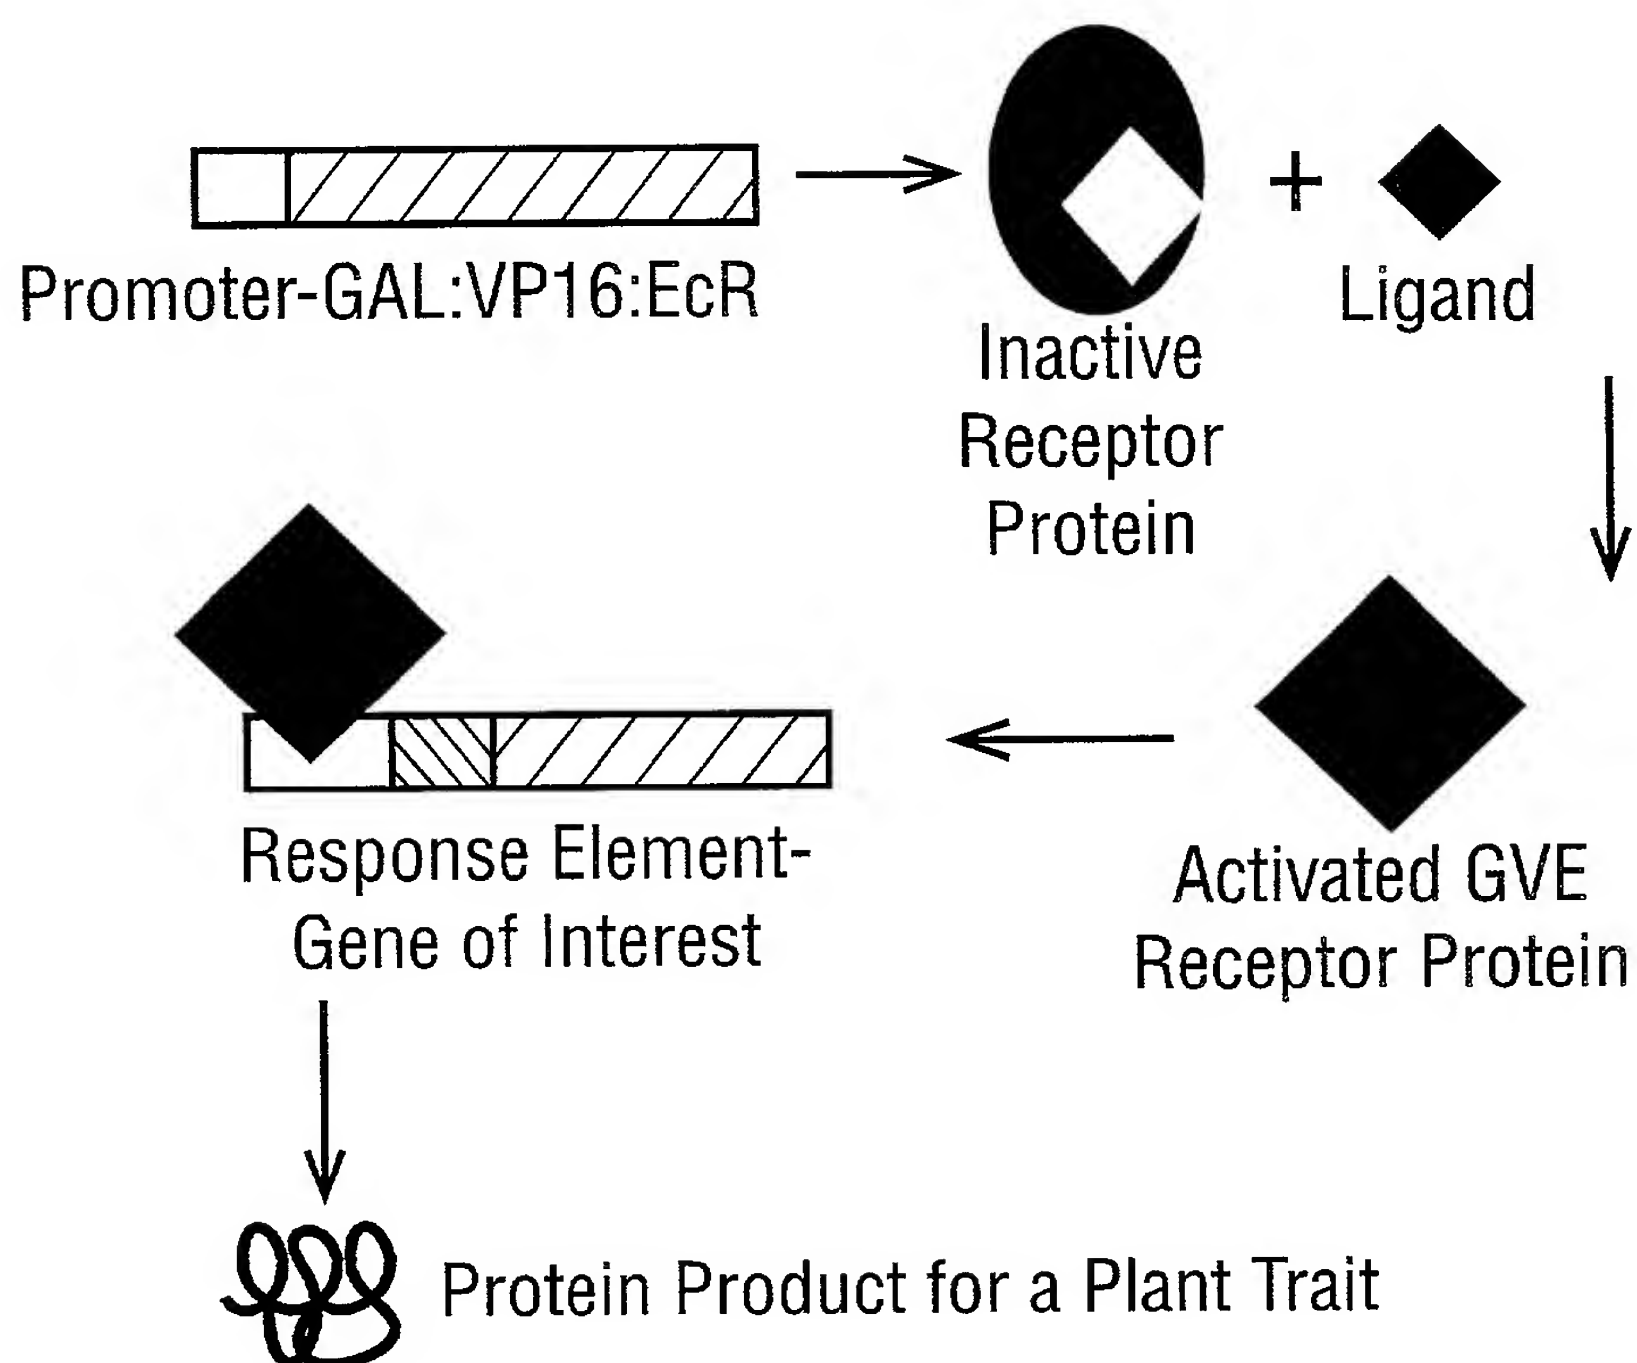 Promoter-GAL:VP16:EcR
+
Ligand
Inactive
Receptor
Protein
Activated GVE
Receptor Protein
Response Element-
Gene of Interest
Protein Product for a Plant Trait